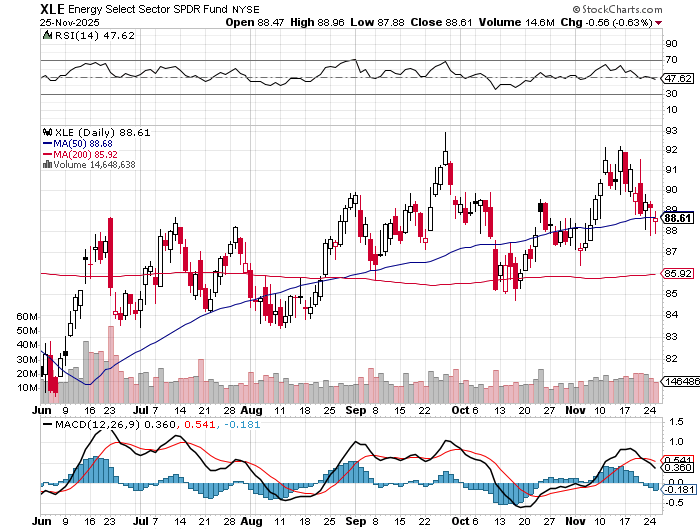 XLE Energy Select Sector SPDR Fund NYSE © StockCharts.com
25-Nov-2025 Open 88.47 High 88.96 Low 87.88 Close 88.61 Volume 14.6M Chg -0.56 (-0.63%)
RSI(14) 47.62
90
70
50
47.62
30
10
XLE (Daily) 88.61
MA(50) 88.68
MA(200) 85.92
Volume 14,648,638
93
92
91
90
89
88.61
88
87
85.92
85
84
83
82
60M
50M
40M
30M
20M
10M
14648638
Jun 9 16 23 Jul 7 14 21 28 Aug 11 18 25 Sep 8 15 22 Oct 6 13 20 27 Nov 10 17 24
MACD(12,26,9) 0.360, 0.541, -0.181
1.5
1.0
0.541
0.360
0.0
-0.181
-0.5
Jun 9 16 23 Jul 7 14 21 28 Aug 11 18 25 Sep 8 15 22 Oct 6 13 20 27 Nov 10 17 24